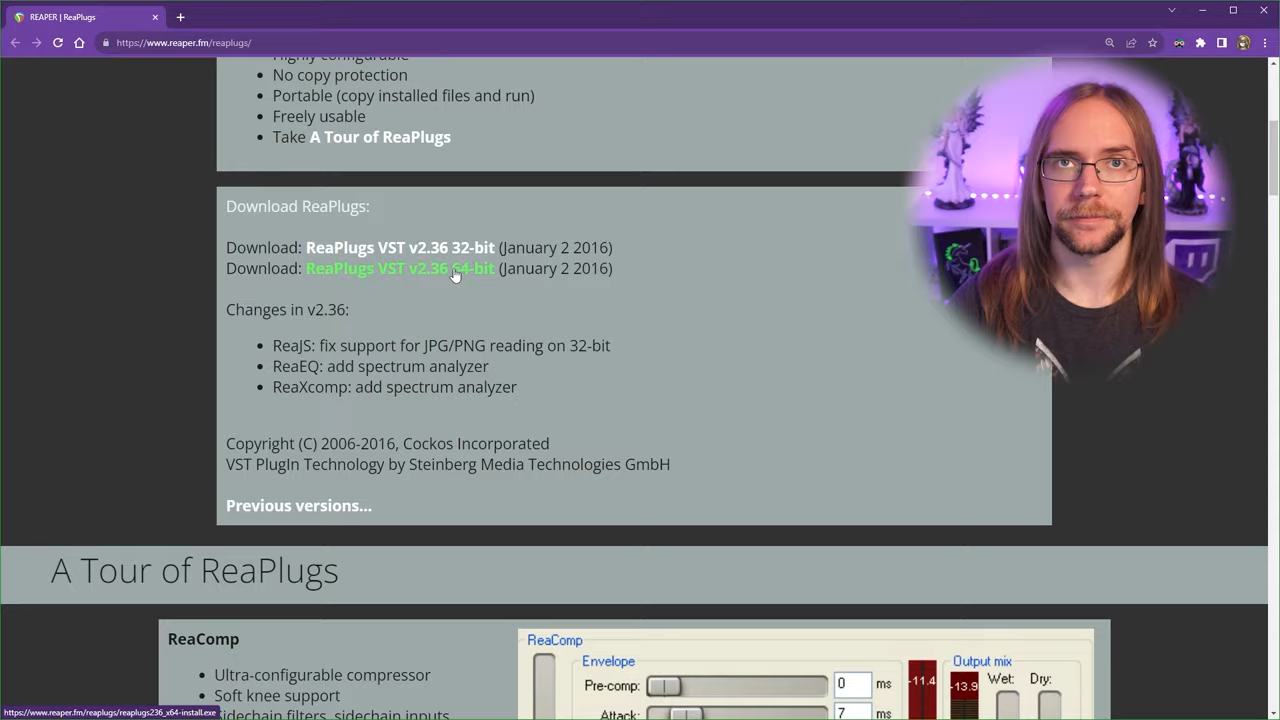 REAPER | ReaPlugs
https://www.reaper.fm/reaplugs/
Highly configurable
No copy protection
Portable (copy installed files and run)
Freely usable
Take A Tour of ReaPlugs
Download ReaPlugs:
Download: ReaPlugs VST v2.36 32-bit (January 2 2016)
Download: ReaPlugs VST v2.36 64-bit (January 2 2016)
Changes in v2.36:
ReaJS: fix support for JPG/PNG reading on 32-bit
ReaEQ: add spectrum analyzer
ReaXcomp: add spectrum analyzer
Copyright (C) 2006-2016, Cockos Incorporated
VST PlugIn Technology by Steinberg Media Technologies GmbH
Previous versions...
A Tour of ReaPlugs
ReaComp
Ultra-configurable compressor
Soft knee support
sidechain filters, sidechain inputs
ReaComp
Envelope
Output mix
Pre-comp: 0 ms
-11.4
-13.9
Wet: Dry:
Attack: 7 ms
https://www.reaper.fm/reaplugs/reaplugs236_x64-install.exe